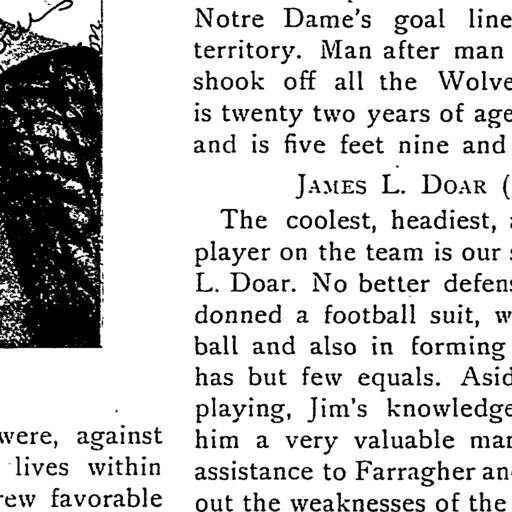 Notre Dame's goal line
territory. Man after man
shook off all the Wolve
is twenty two years of age
and is five feet nine and
JAMES L. DOAR (
The coolest, headiest, a
player on the team is our s
L. Doar. No better defens
donned a football suit, w
ball and also in forming
has but few equals. Asid
playing, Jim's knowledge
him a very valuable man
assistance to Farragher an
out the weaknesses of the
were, against
lives within
rew favorable